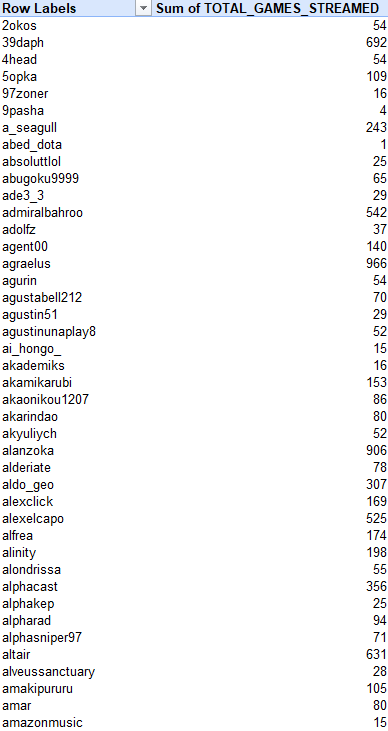 Row Labels Sum of TOTAL_GAMES_STREAMED
2okos 54
39daph 692
4head 54
5opka 109
97zoner 16
9pasha 4
a_seagull 243
abed_dota 1
absoluttlol 25
abugoku9999 65
ade3_3 29
admiralbahroo 542
adolfz 37
agent00 140
agraelus 966
agurin 54
agustabell212 70
agustin51 29
agustinunaplay8 52
ai_hongo_ 15
akademiks 16
akamikarubi 153
akaonikou1207 86
akarindao 80
akyuliych 52
alanzoka 906
alderiate 78
aldo_geo 307
alexclick 169
alexelcapo 525
alfrea 174
alinity 198
alondrissa 55
alphacast 356
alphakep 25
alpharad 94
alphasniper97 71
altair 631
alveussanctuary 28
amakipururu 105
amar 80
amazonmusic 15